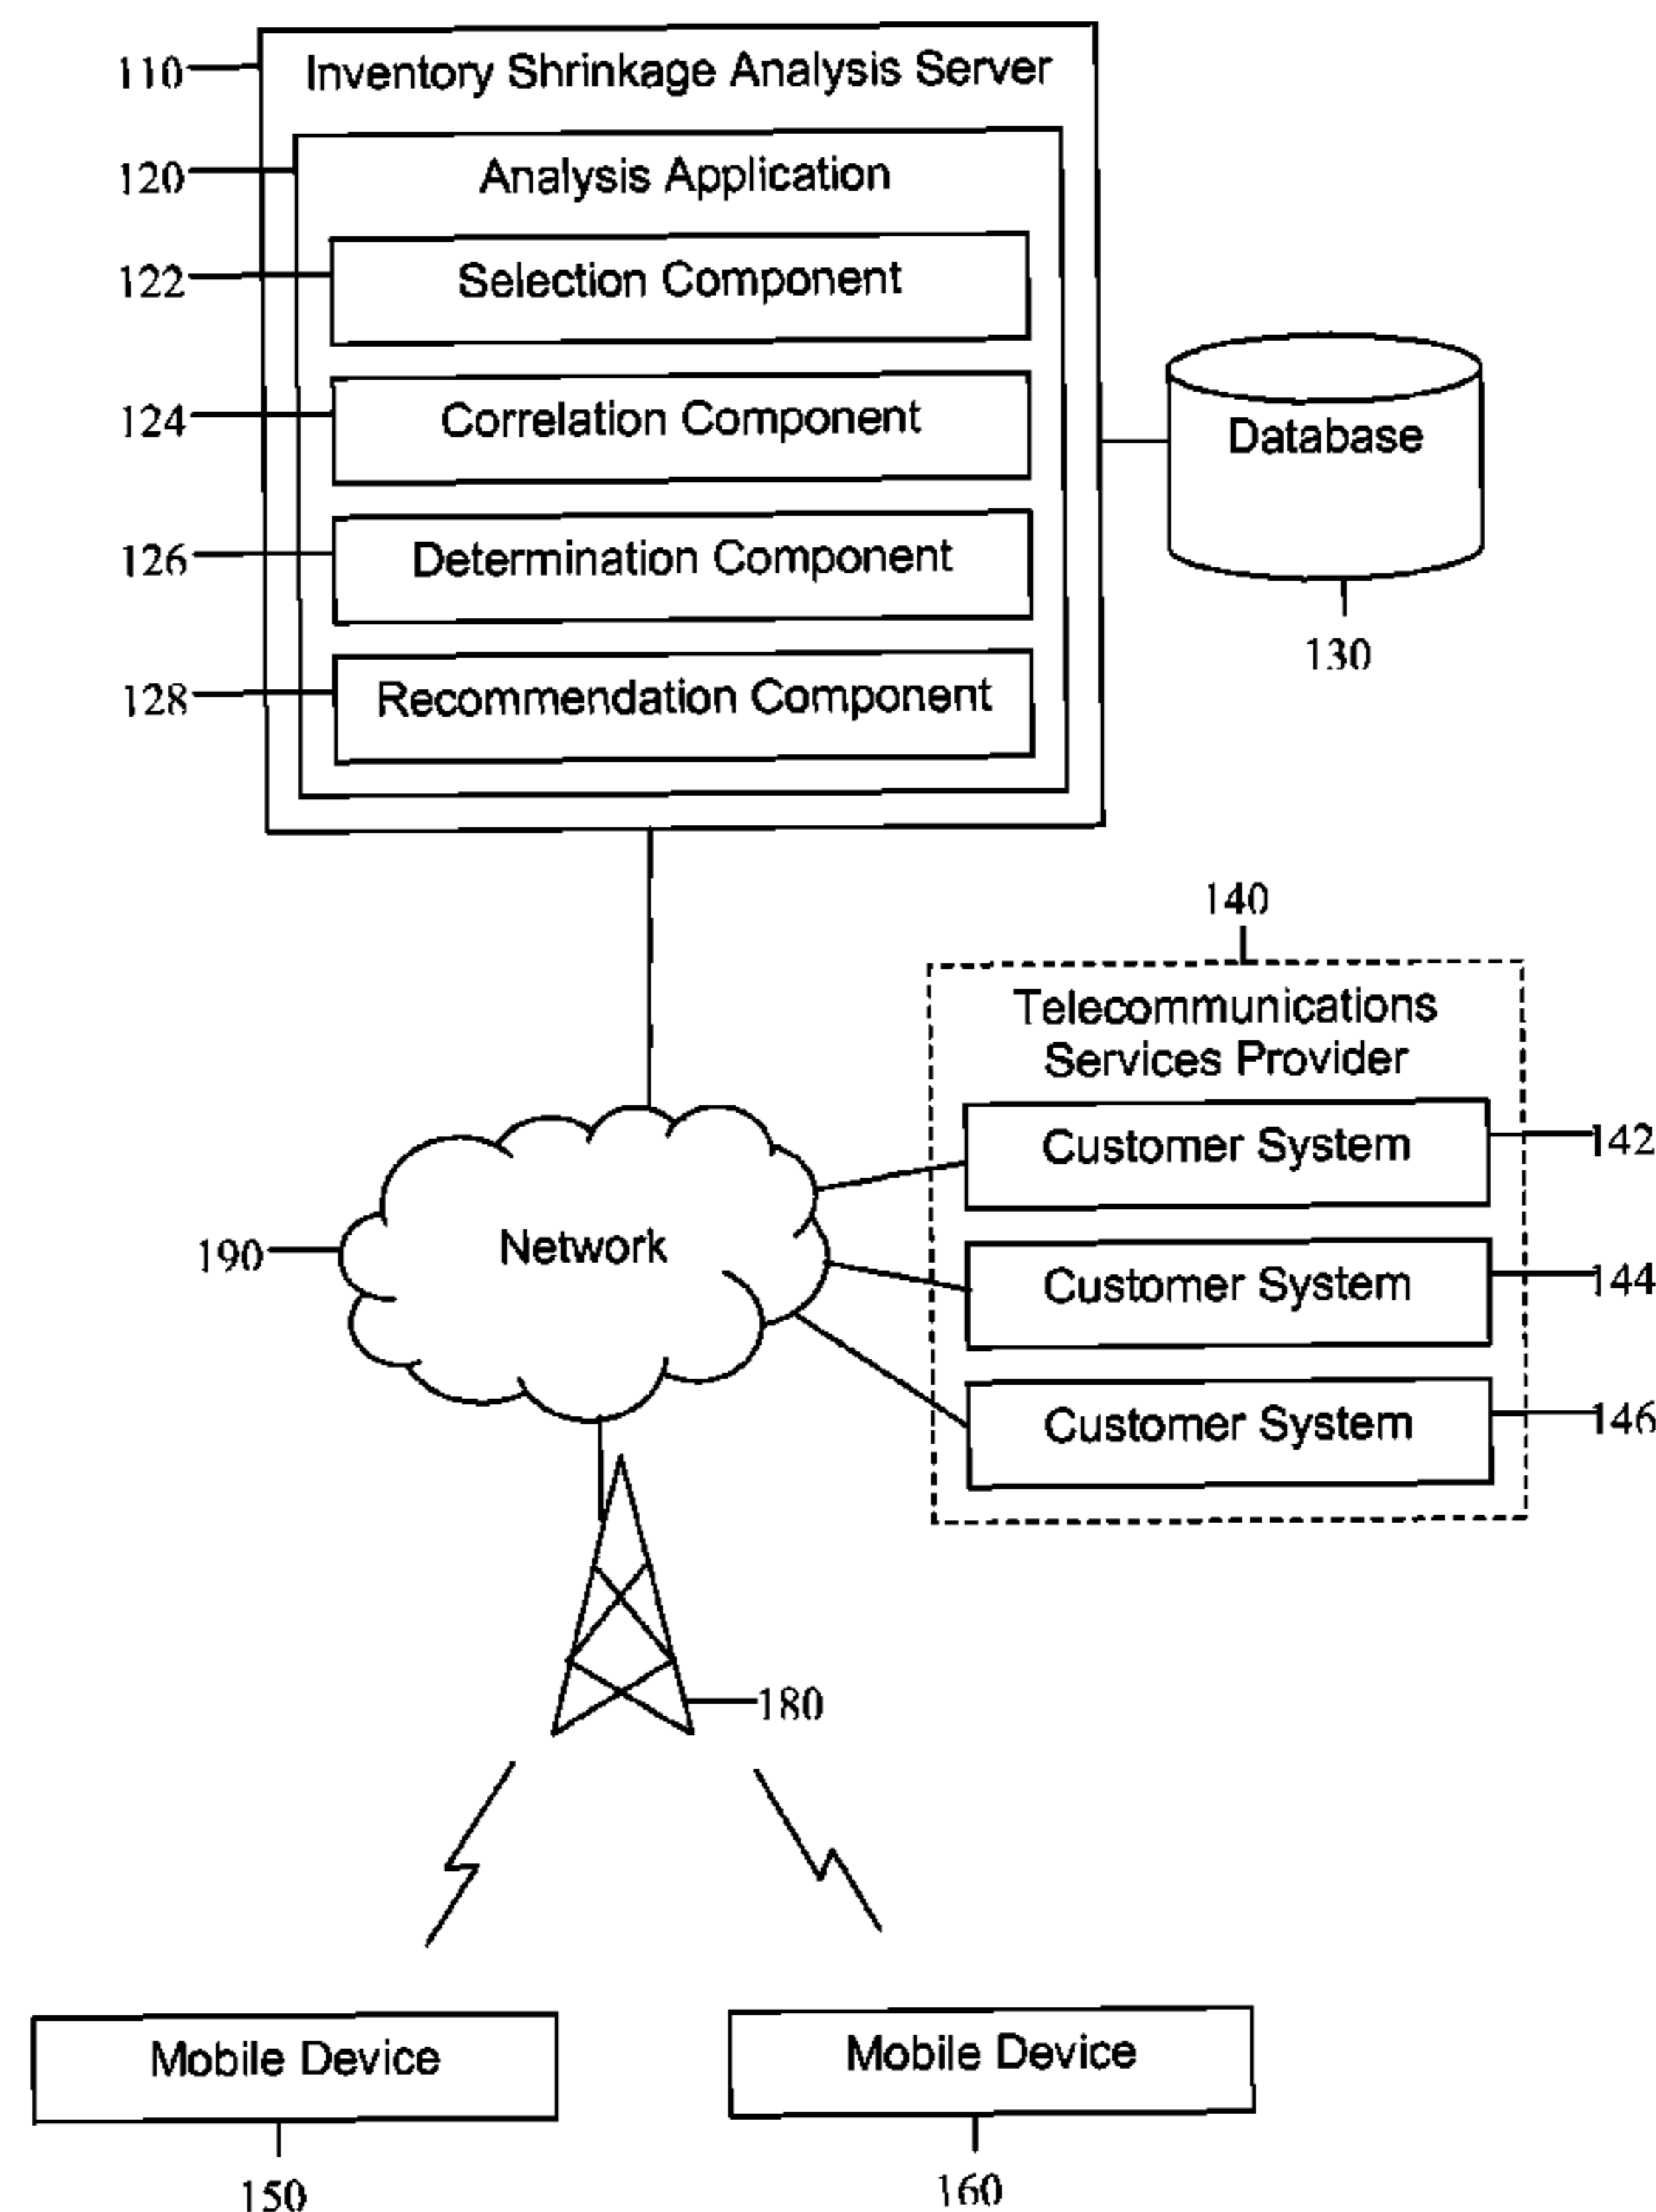 110 Inventory Shrinkage Analysis Server
120 Analysis Application
122 Selection Component
124 Correlation Component
Database
126 Determination Component
130
128 Recommendation Component
140
Telecommunications
Services Provider
Customer System 142
190 Network
Customer System 144
Customer System 146
180
Mobile Device
Mobile Device
150
160